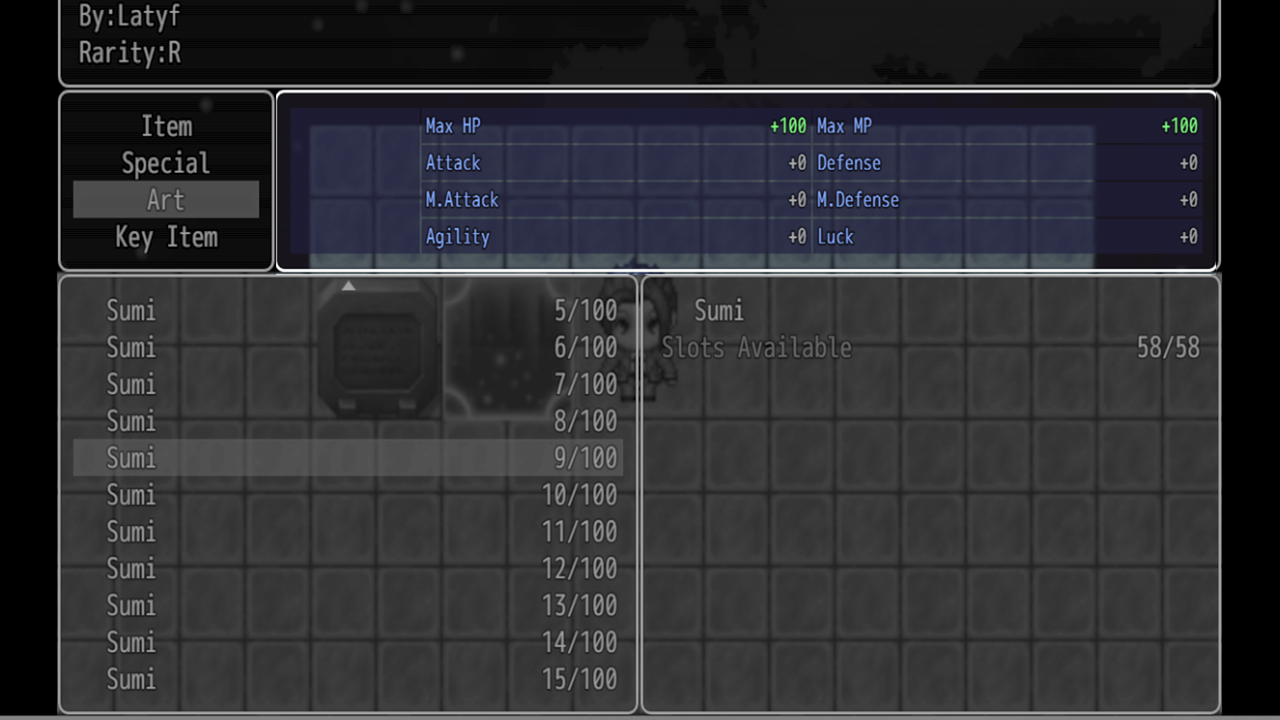 By:Latyf
Rarity:R
Item
Special
Art
Key Item
Max HP +100 Max MP +100
Attack +0 Defense +0
M.Attack +0 M.Defense +0
Agility +0 Luck +0
Sumi 5/100
Sumi 6/100
Sumi 7/100
Sumi 8/100
Sumi 9/100
Sumi 10/100
Sumi 11/100
Sumi 12/100
Sumi 13/100
Sumi 14/100
Sumi 15/100
Sumi
Slots Available 58/58